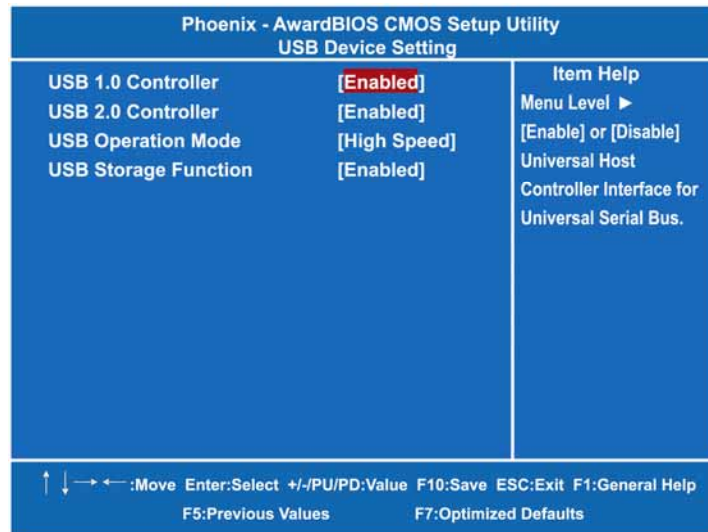 Phoenix - AwardBIOS CMOS Setup Utility
USB Device Setting
USB 1.0 Controller [Enabled]
USB 2.0 Controller [Enabled]
USB Operation Mode [High Speed]
USB Storage Function [Enabled]
Item Help
Menu Level ►
[Enable] or [Disable]
Universal Host
Controller Interface for
Universal Serial Bus.
↑ ↓ → ← :Move Enter:Select +/-/PU/PD:Value F10:Save ESC:Exit F1:General Help
F5:Previous Values F7:Optimized Defaults